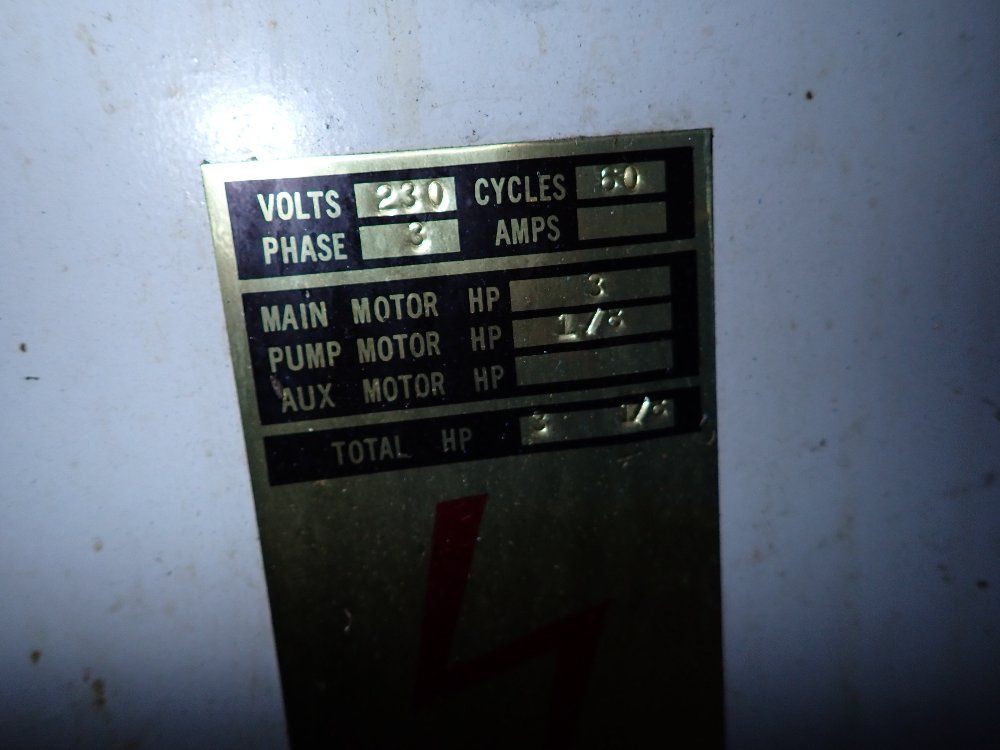 VOLTS 230 CYCLES 60
PHASE 3 AMPS
MAIN MOTOR HP 3
PUMP MOTOR HP 1/8
AUX MOTOR HP
TOTAL HP 3 1/8